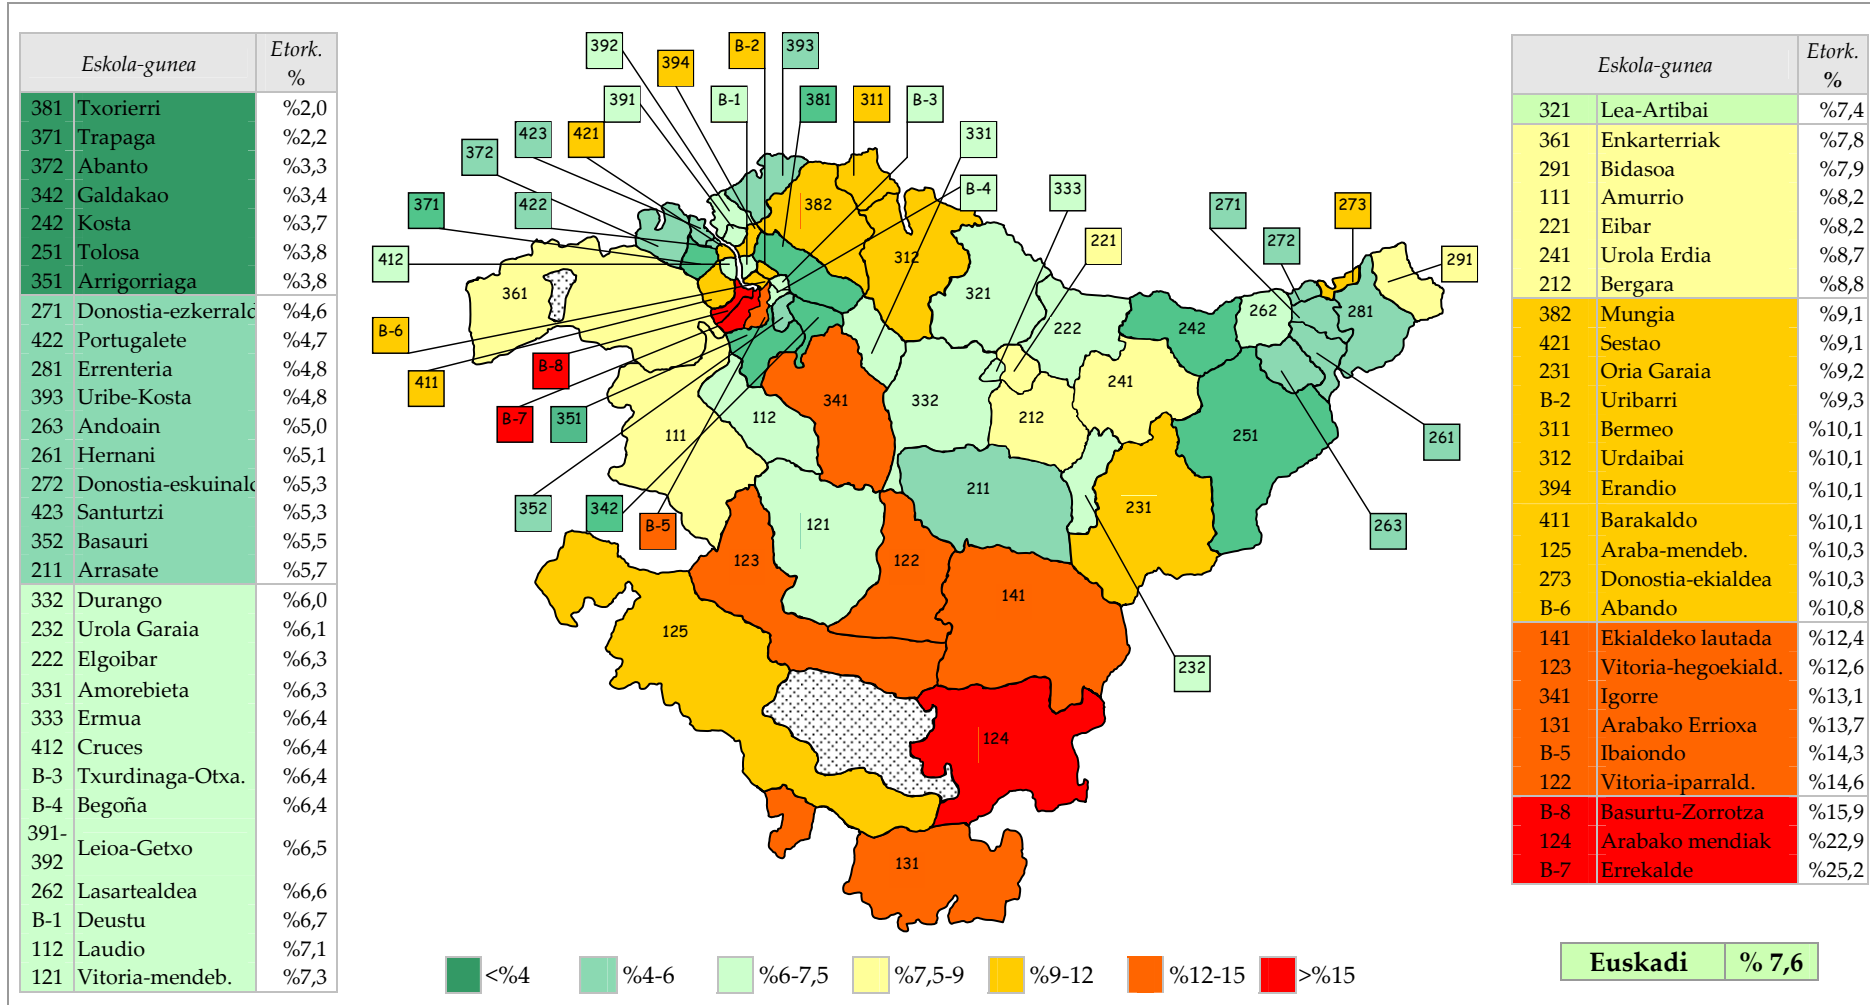 Eskola-gunea Etork. %
381 Txorierri %2,0
371 Trapaga %2,2
372 Abanto %3,3
342 Galdakao %3,4
242 Kosta %3,7
251 Tolosa %3,8
351 Arrigorriaga %3,8
271 Donostia-ezkerrald %4,6
422 Portugalete %4,7
281 Errenteria %4,8
393 Uribe-Kosta %4,8
263 Andoain %5,0
261 Hernani %5,1
272 Donostia-eskuinald %5,3
423 Santurtzi %5,3
352 Basauri %5,5
211 Arrasate %5,7
332 Durango %6,0
232 Urola Garaia %6,1
222 Elgoibar %6,3
331 Amorebieta %6,3
333 Ermua %6,4
412 Cruces %6,4
B-3 Txurdinaga-Otxa. %6,4
B-4 Begoña %6,4
391-392 Leioa-Getxo %6,5
262 Lasartealdea %6,6
B-1 Deustu %6,7
112 Laudio %7,1
121 Vitoria-mendeb. %7,3
392
394
B-2
393
391
B-1
381
311
B-3
423
421
331
372
B-4
333
371
422
382
271
273
221
272
291
412
312
361
321
281
262
222
242
B-6
B-8
241
411
341
332
B-7
351
112
212
111
251
261
211
352
342
B-5
121
231
263
123
122
141
125
232
124
131
<%4
%4-6
%6-7,5
%7,5-9
%9-12
%12-15
>%15
Eskola-gunea Etork. %
321 Lea-Artibai %7,4
361 Enkarterriak %7,8
291 Bidasoa %7,9
111 Amurrio %8,2
221 Eibar %8,2
241 Urola Erdia %8,7
212 Bergara %8,8
382 Mungia %9,1
421 Sestao %9,1
231 Oria Garaia %9,2
B-2 Uribarri %9,3
311 Bermeo %10,1
312 Urdaibai %10,1
394 Erandio %10,1
411 Barakaldo %10,1
125 Araba-mendeb. %10,3
273 Donostia-ekialdea %10,3
B-6 Abando %10,8
141 Ekialdeko lautada %12,4
123 Vitoria-hegoekiald. %12,6
341 Igorre %13,1
131 Arabako Errioxa %13,7
B-5 Ibaiondo %14,3
122 Vitoria-iparrald. %14,6
B-8 Basurtu-Zorrotza %15,9
124 Arabako mendiak %22,9
B-7 Errekalde %25,2
Euskadi % 7,6